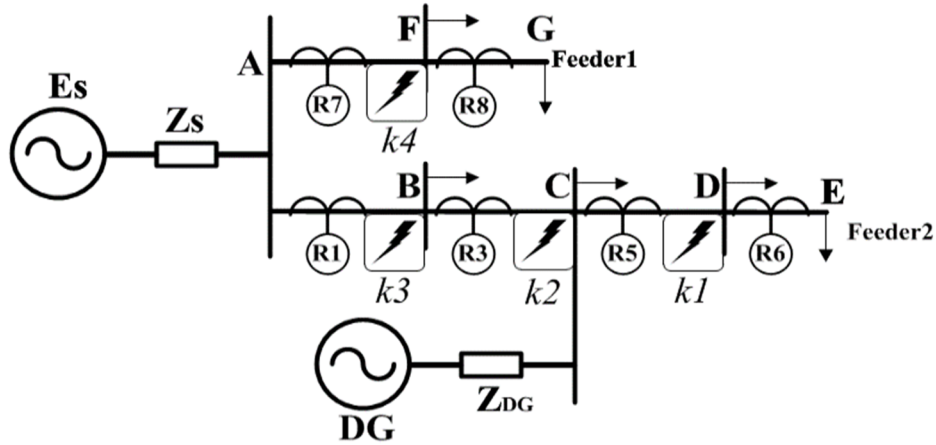 F
G
A
Feeder1
Es
R7
R8
Zs
k4
B
C
D
E
R1
R3
R5
R6
Feeder2
k3
k2
k1
ZDG
DG